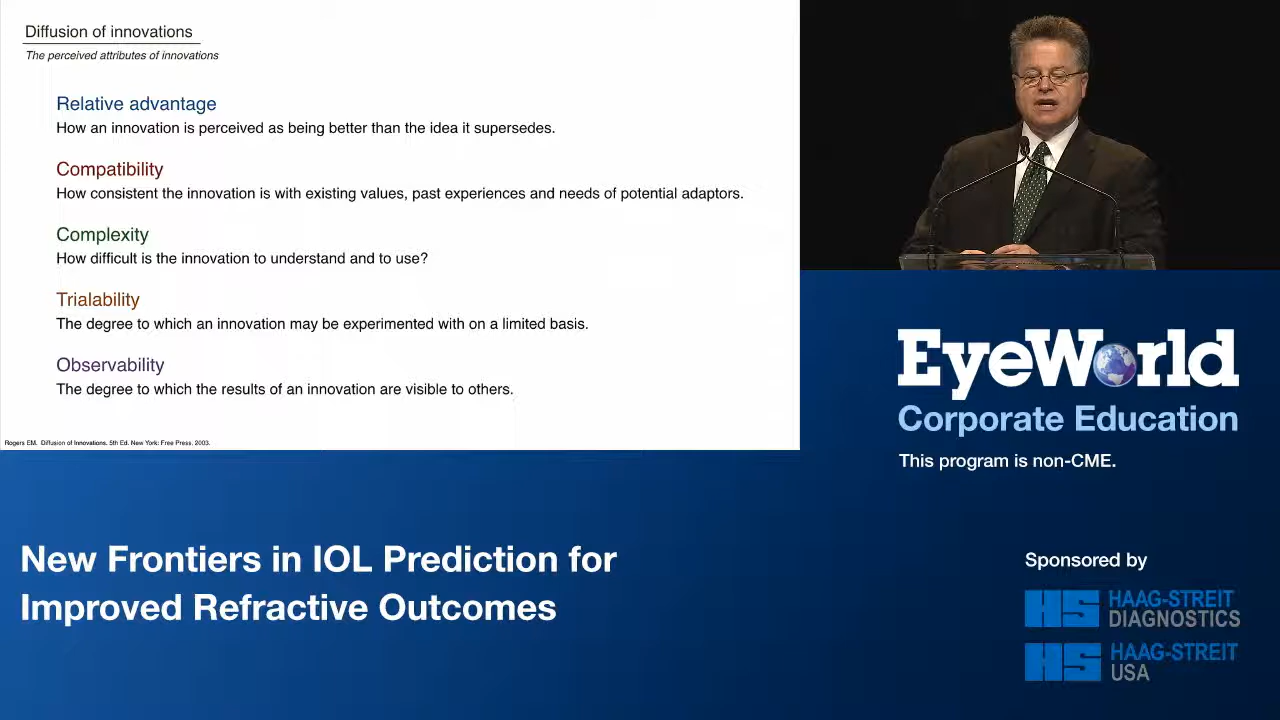 Diffusion of innovations
The perceived attributes of innovations
Relative advantage
How an innovation is perceived as being better than the idea it supersedes.
Compatibility
How consistent the innovation is with existing values, past experiences and needs of potential adaptors.
Complexity
How difficult is the innovation to understand and to use?
Trialability
The degree to which an innovation may be experimented with on a limited basis.
Observability
The degree to which the results of an innovation are visible to others.
Rogers EM. Diffusion of Innovations. 5th Ed. New York: Free Press, 2003.
EyeWorld
Corporate Education
This program is non-CME.
New Frontiers in IOL Prediction for
Improved Refractive Outcomes
Sponsored by
HS HAAG-STREIT
DIAGNOSTICS
HS HAAG-STREIT
USA